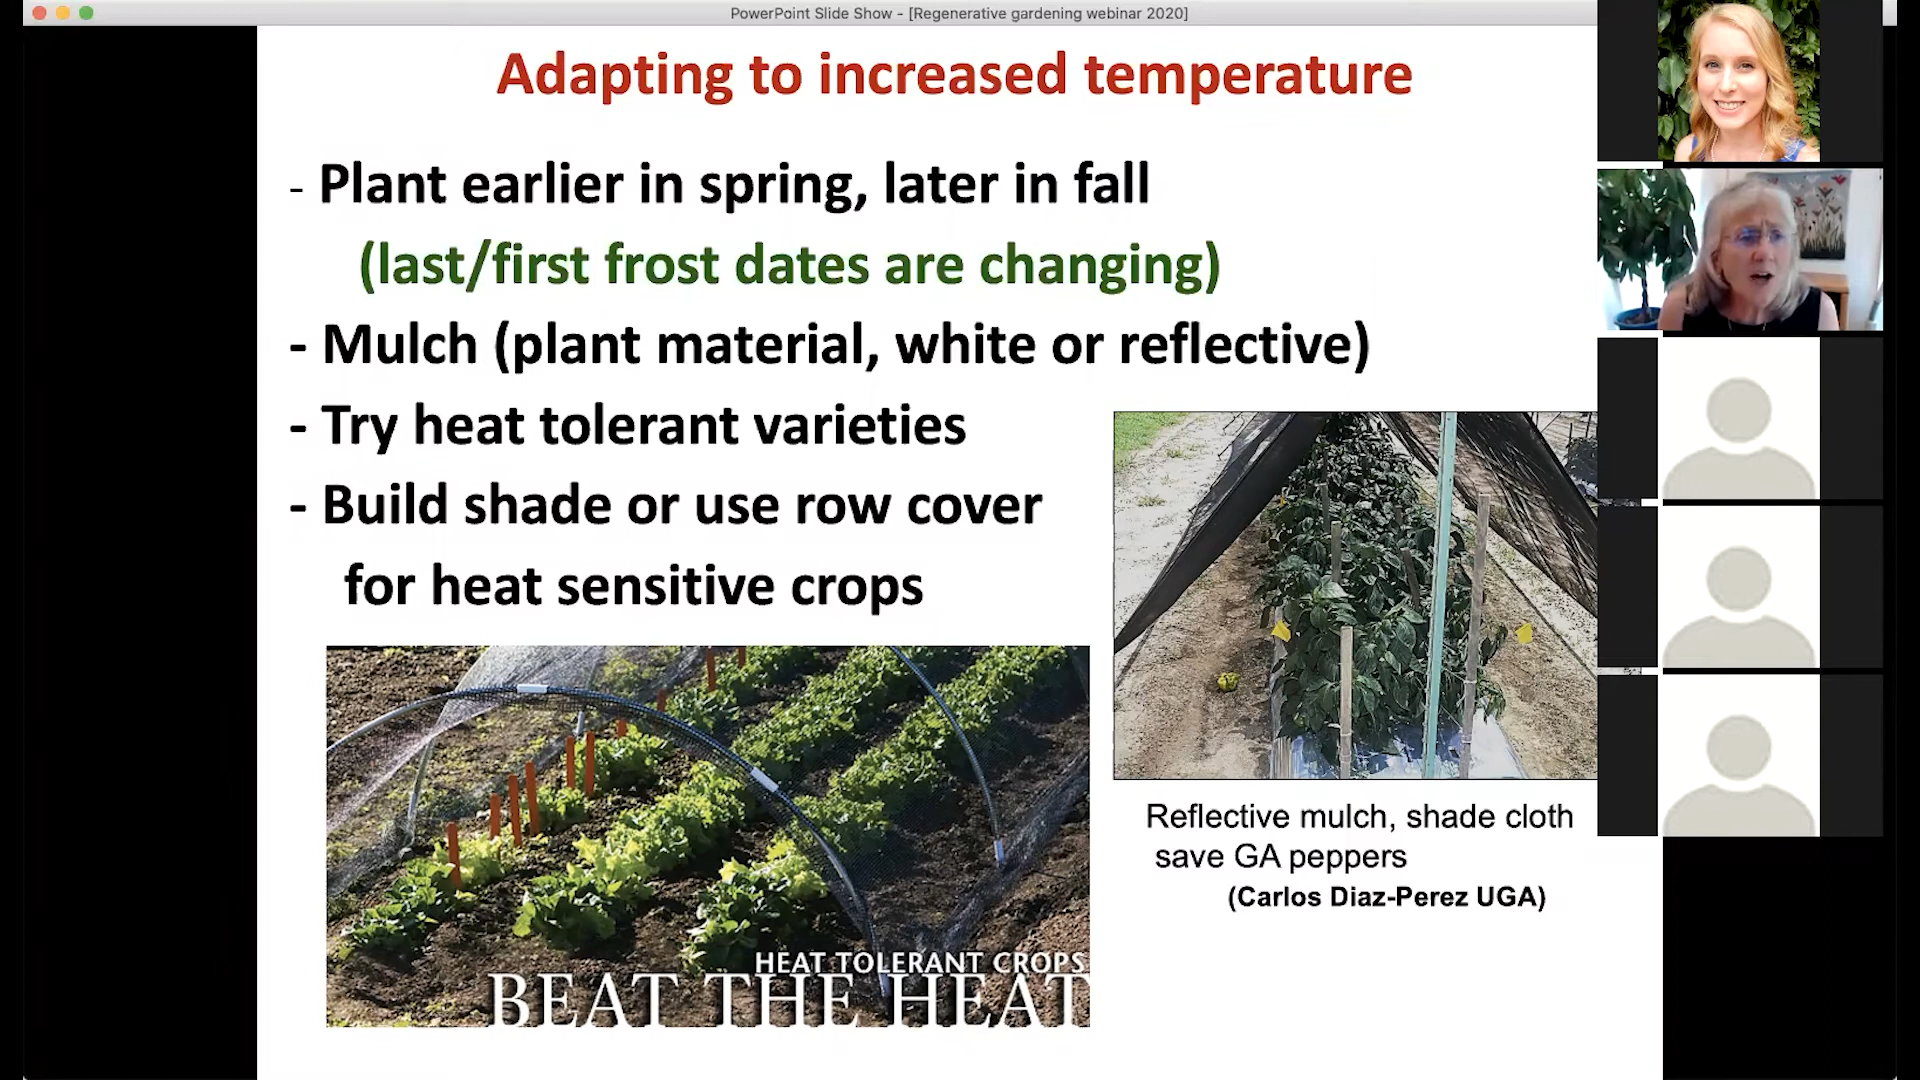 PowerPoint Slide Show - [Regenerative gardening webinar 2020]
Adapting to increased temperature
- Plant earlier in spring, later in fall
(last/first frost dates are changing)
- Mulch (plant material, white or reflective)
- Try heat tolerant varieties
- Build shade or use row cover
for heat sensitive crops
Reflective mulch, shade cloth
save GA peppers
(Carlos Diaz-Perez UGA)
HEAT TOLERANT CROPS
BEAT THE HEAT